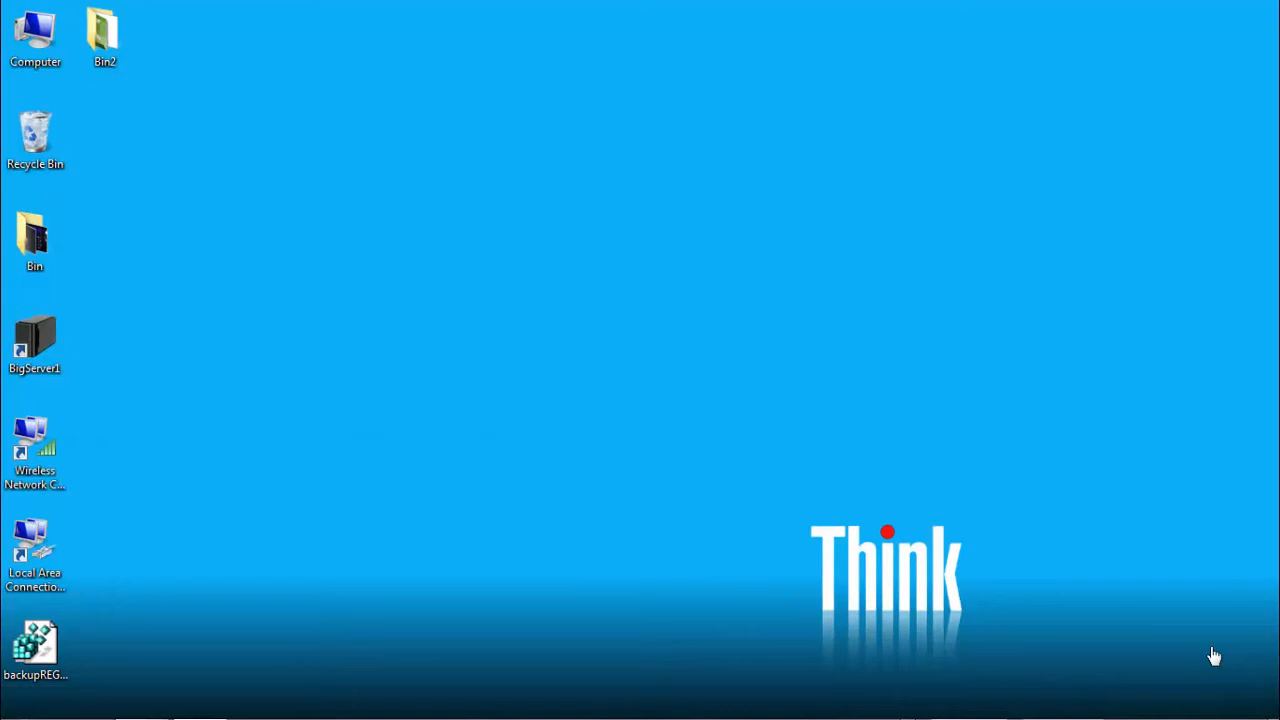 Computer
Bin2
Recycle Bin
Bin
BigServer1
Wireless
Network C...
Local Area
Connectio...
backupREG...
Think